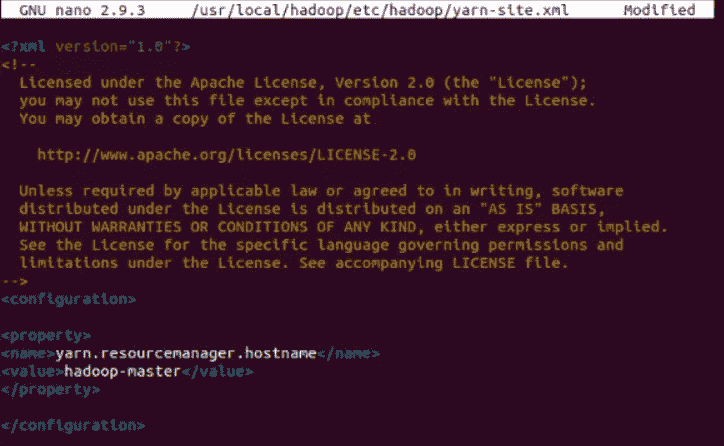 GNU nano 2.9.3 /usr/local/hadoop/etc/hadoop/yarn-site.xml Modified
<?xml version="1.0"?>
<!--
Licensed under the Apache License, Version 2.0 (the "License");
you may not use this file except in compliance with the License.
You may obtain a copy of the License at
http://www.apache.org/licenses/LICENSE-2.0
Unless required by applicable law or agreed to in writing, software
distributed under the License is distributed on an "AS IS" BASIS,
WITHOUT WARRANTIES OR CONDITIONS OF ANY KIND, either express or implied.
See the License for the specific language governing permissions and
limitations under the License. See accompanying LICENSE file.
-->
<configuration>
<property>
<name>yarn.resourcemanager.hostname</name>
<value>hadoop-master</value>
</property>
</configuration>